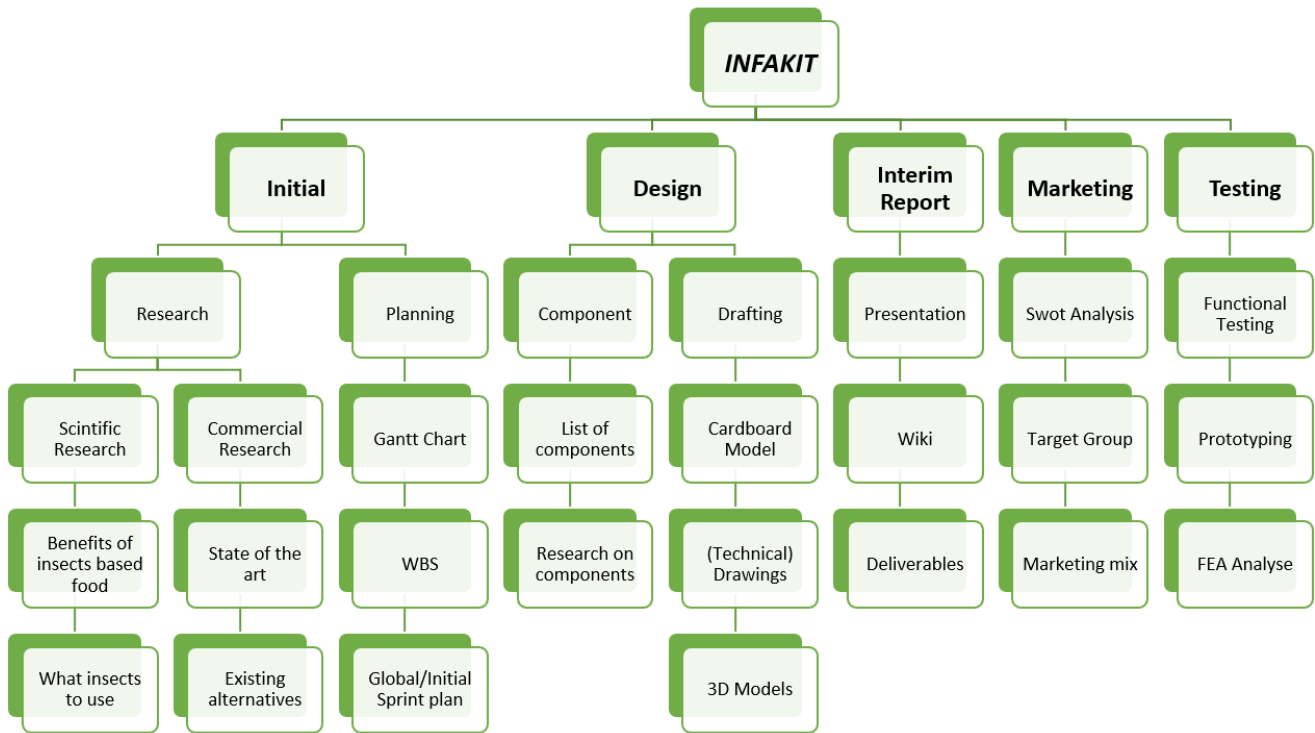 INFAKIT
Initial
Design
Interim
Report
Marketing
Testing
Research
Planning
Component
Drafting
Presentation
Swot Analysis
Functional
Testing
Scintific
Research
Commercial
Research
Gantt Chart
List of
components
Cardboard
Model
Wiki
Target Group
Prototyping
Benefits of
insects based
food
State of the
art
WBS
Research on
components
(Technical)
Drawings
Deliverables
Marketing mix
FEA Analyse
What insects
to use
Existing
alternatives
Global/Initial
Sprint plan
3D Models